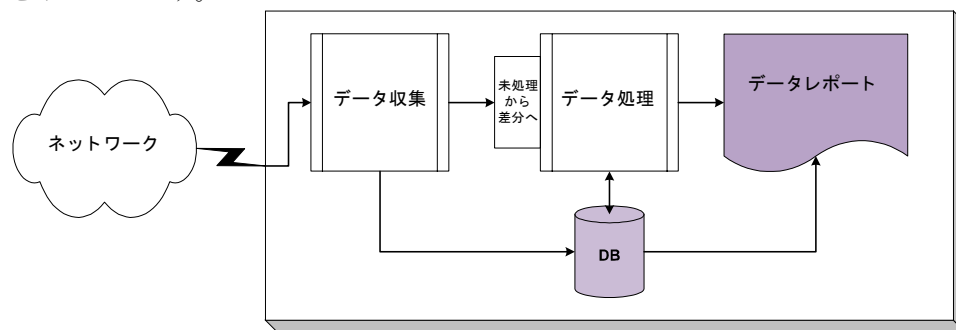 ネットワーク
データ収集
未処理
から
差分へ
データ処理
データレポート
DB